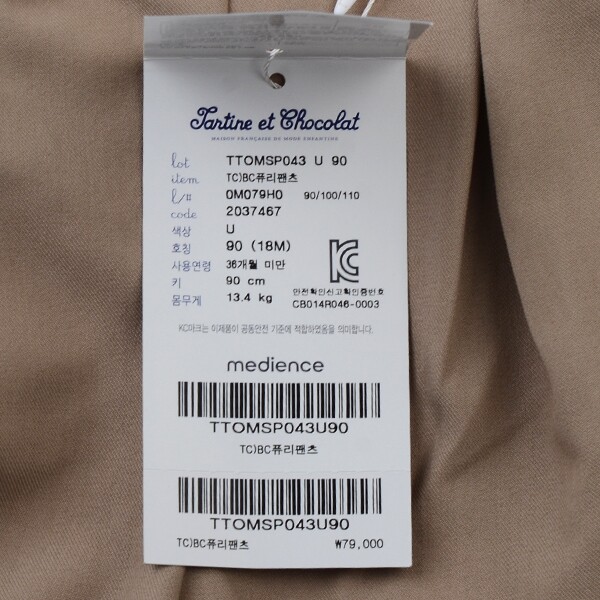 Tartine et Chocolat
MAISON FRANÇAISE DE MODE ENFANTINE
lot TTOMSP043 U 90
item TC)BC퓨리팬츠
l/# 0M079H0 90/100/110
code 2037467
색상 U
호칭 90 (18M)
사용연령 36개월 미만
키 90 cm
몸무게 13.4 kg
안전확인신고확인증번호
CB014R046-0003
KC마크는 이제품이 공동안전 기준에 적합하였음을 의미합니다.
medience
TTOMSP043U90
TC)BC퓨리팬츠
TTOMSP043U90
TC)BC퓨리팬츠 ₩79,000